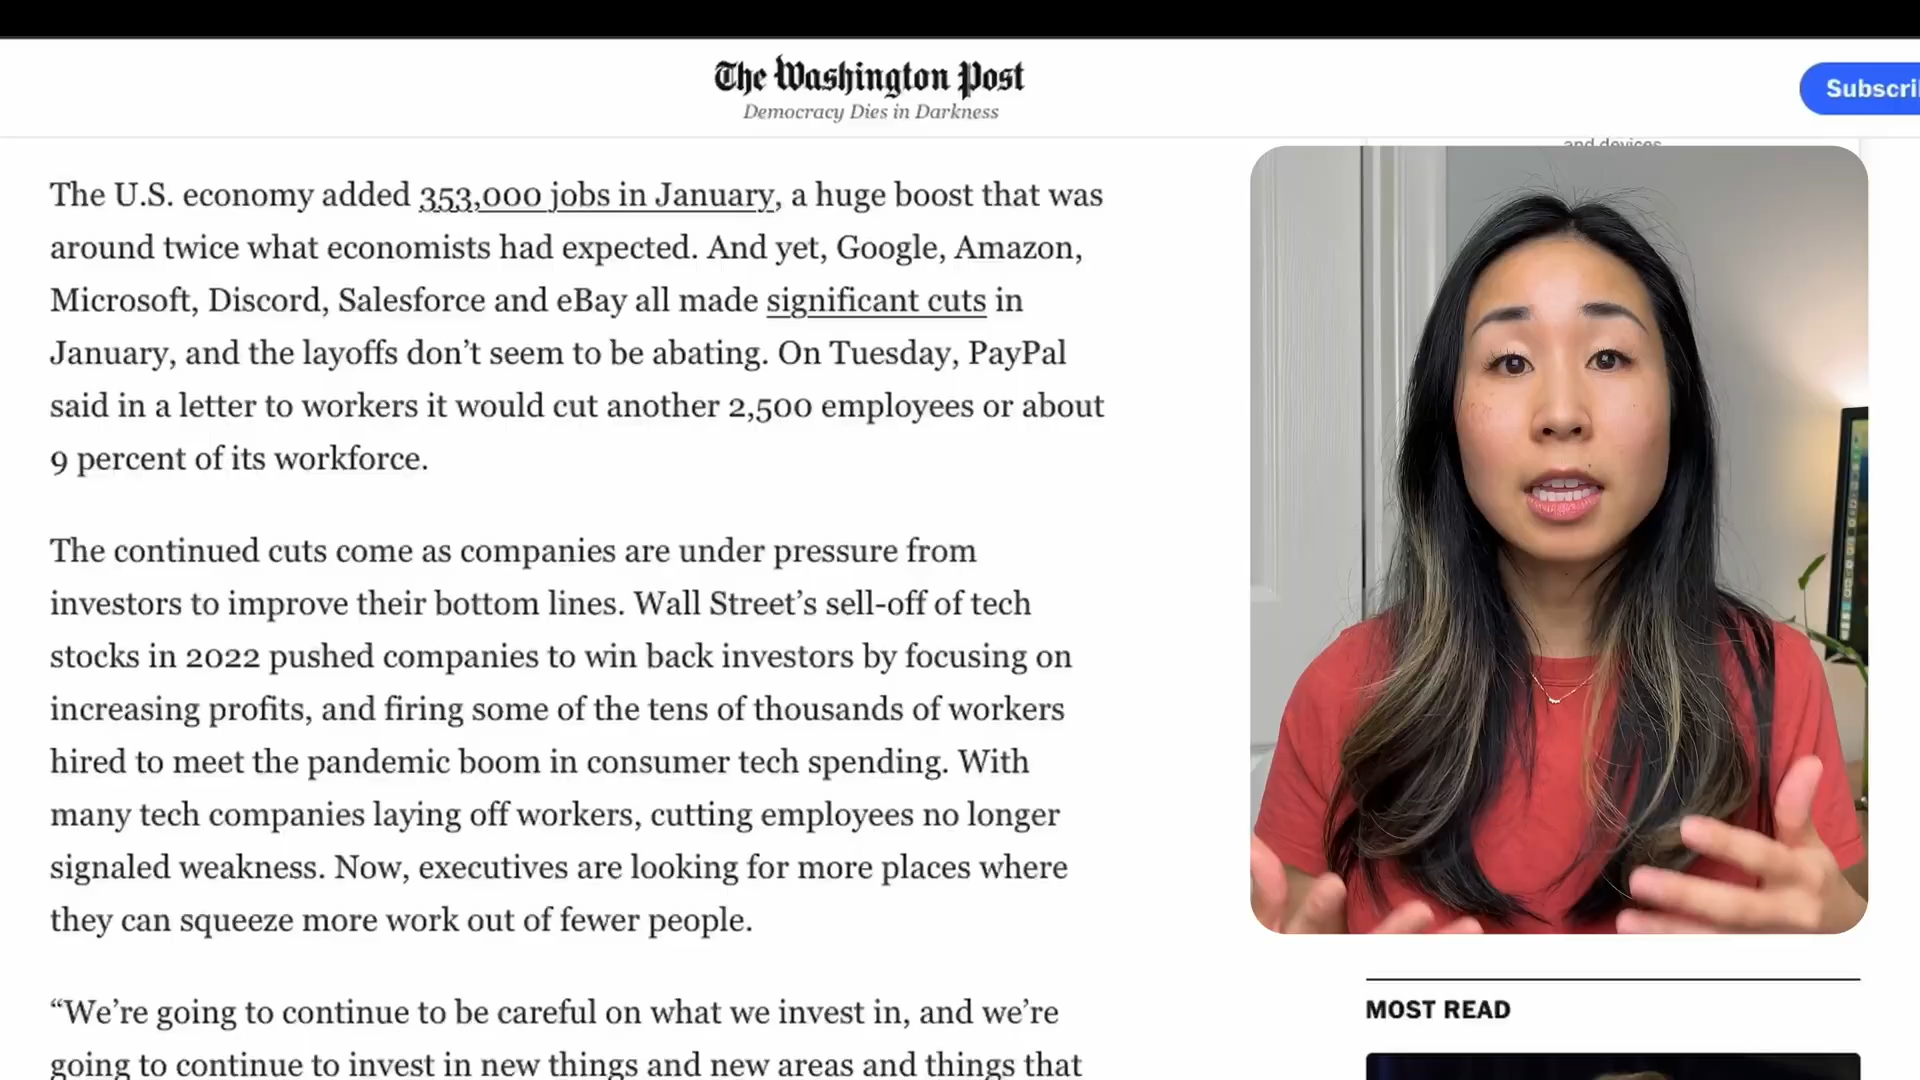 The Washington Post
Democracy Dies in Darkness
Subscri
and devices
The U.S. economy added 353,000 jobs in January, a huge boost that was
around twice what economists had expected. And yet, Google, Amazon,
Microsoft, Discord, Salesforce and eBay all made significant cuts in
January, and the layoffs don’t seem to be abating. On Tuesday, PayPal
said in a letter to workers it would cut another 2,500 employees or about
9 percent of its workforce.
The continued cuts come as companies are under pressure from
investors to improve their bottom lines. Wall Street’s sell-off of tech
stocks in 2022 pushed companies to win back investors by focusing on
increasing profits, and firing some of the tens of thousands of workers
hired to meet the pandemic boom in consumer tech spending. With
many tech companies laying off workers, cutting employees no longer
signaled weakness. Now, executives are looking for more places where
they can squeeze more work out of fewer people.
“We’re going to continue to be careful on what we invest in, and we’re
going to continue to invest in new things and new areas and things that
MOST READ